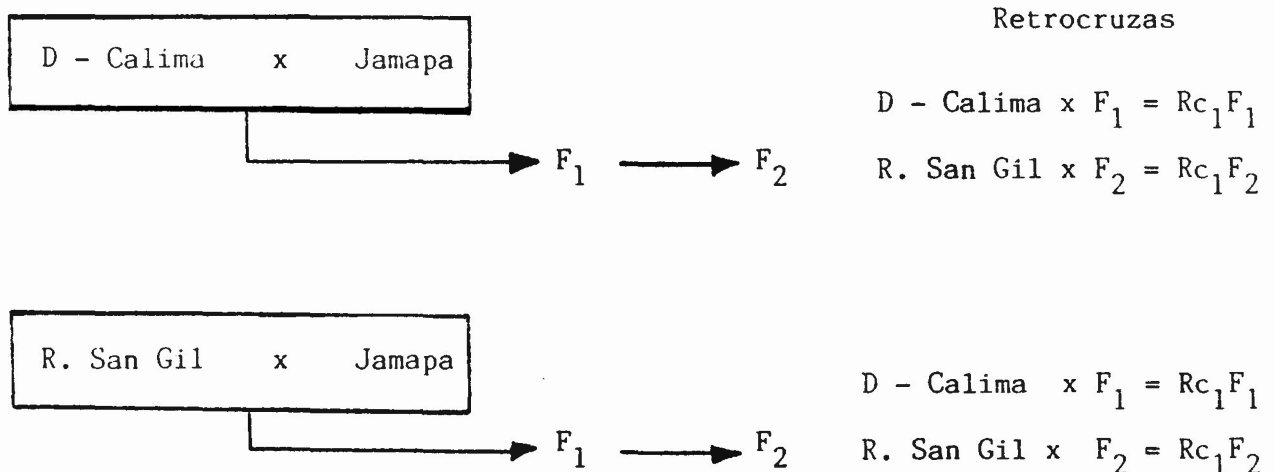 Retrocruzas
D - Calima x Jamapa
D - Calima x F₁ = Rc₁F₁
F₁ F₂
R. San Gil x F₂ = Rc₁F₂
R. San Gil x Jamapa
D - Calima x F₁ = Rc₁F₁
F₁ F₂
R. San Gil x F₂ = Rc₁F₂